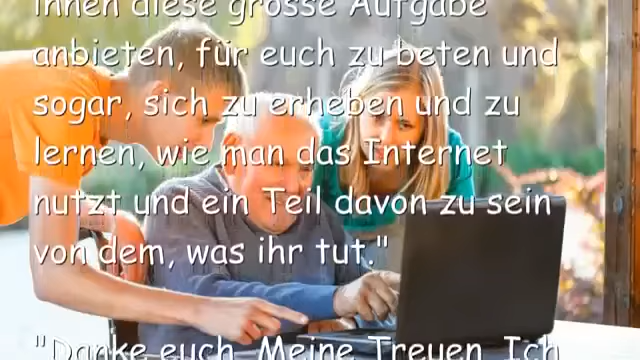 ihnen diese grosse Aufgabe
anbieten, für euch zu beten und
sogar, sich zu erheben und zu
lernen, wie man das Internet
nutzt und ein Teil davon zu sein
von dem, was ihr tut."
"Danke euch, Meine Treuen. Ich